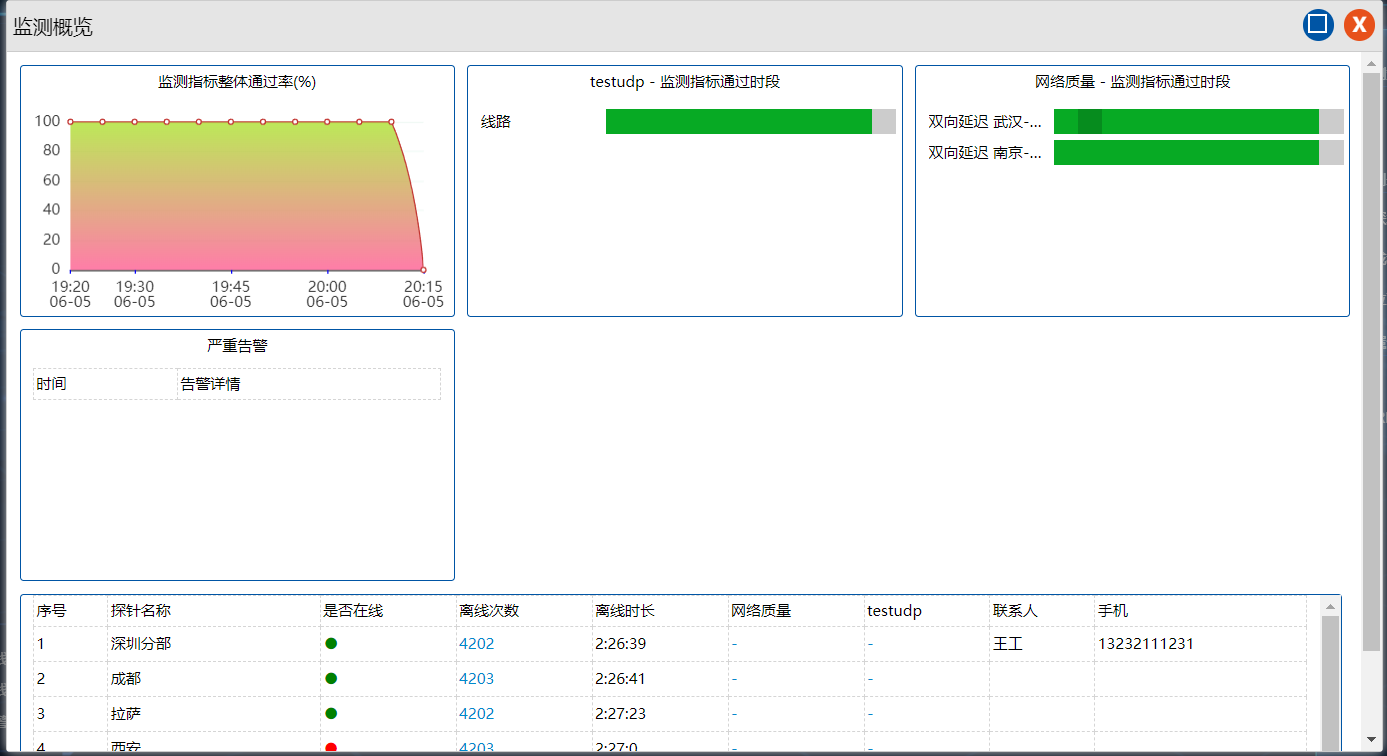 监测概览
X
监测指标整体通过率(%)
100
80
60
40
20
0
19:20 19:30 19:45 20:00 20:15
06-05 06-05 06-05 06-05 06-05
testudp - 监测指标通过时段
线路
网络质量 - 监测指标通过时段
双向延迟 武汉-...
双向延迟 南京-...
严重告警
时间 告警详情
序号 探针名称 是否在线 离线次数 离线时长 网络质量 testudp 联系人 手机
1 深圳分部 4202 2:26:39 - - 王工 13232111231
2 成都 4203 2:26:41 - -
3 拉萨 4202 2:27:23 - -
4 西安 4203 2:27:0 - -